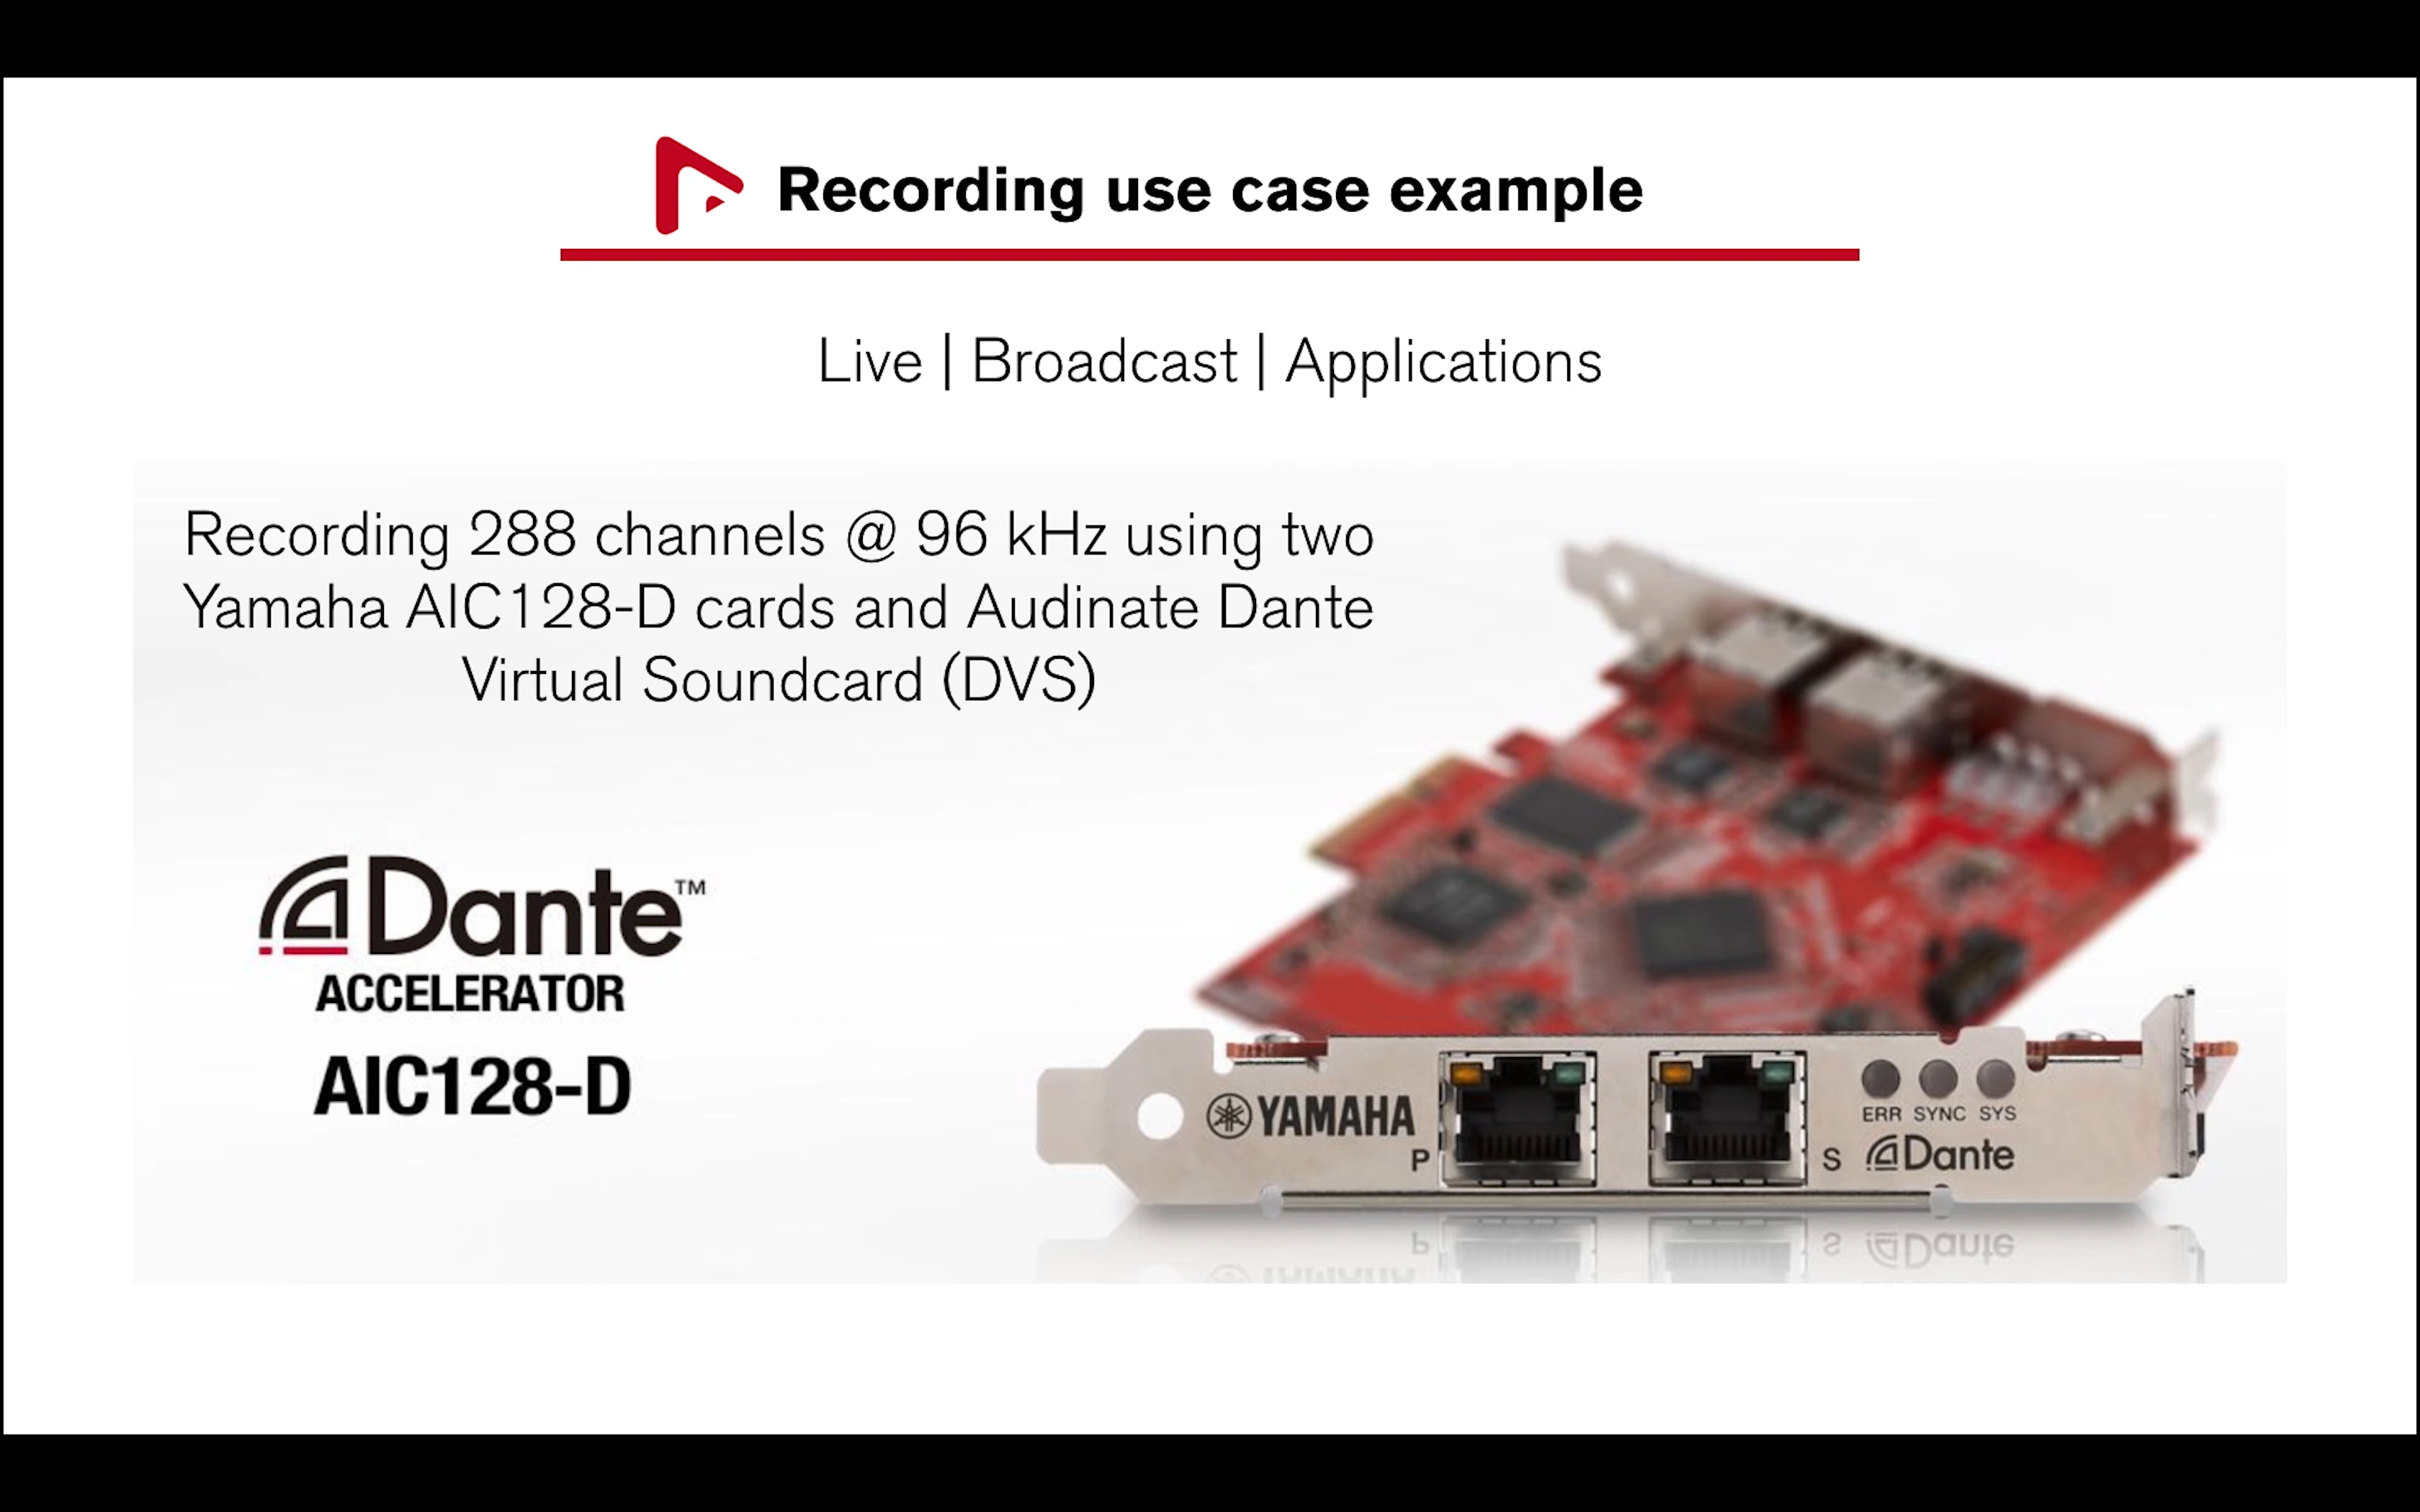 Recording use case example
Live | Broadcast | Applications
Recording 288 channels @ 96 kHz using two
Yamaha AIC128-D cards and Audinate Dante
Virtual Soundcard (DVS)
Dante™
ACCELERATOR
AIC128-D
YAMAHA
P
S
ERR SYNC SYS
Dante